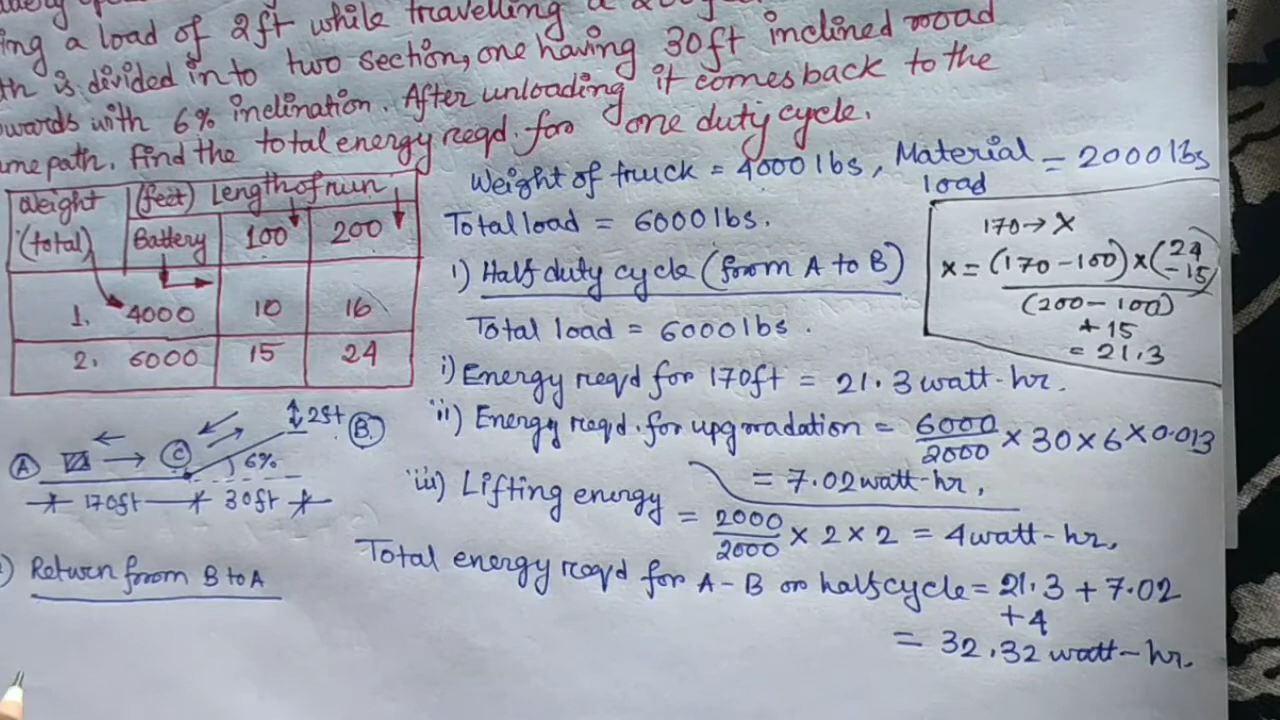 ing a load of 2ft while travelling a
th is divided in to two section, one having 30ft inclined road
wards with 6% inclination. After unloading it comes back to the
me path. Find the total energy reqd. for one duty cycle.
Weight of truck = 4000 lbs, Material load = 2000 lbs
Total load = 6000 lbs.
Weight (total) (feet) Length of run
Battery 100 200
1. 4000 10 16
2. 6000 15 24
1) Half duty cycle (from A to B)
Total load = 6000 lbs.
170 → X
X = (170 - 100) × (24 - 15)
(200 - 100)
+ 15
= 21.3
i) Energy reqd for 170ft = 21.3 watt-hr.
ii) Energy reqd. for upgradation = 6000/2000 × 30 × 6 × 0.013
= 7.02 watt-hr,
iii) Lifting energy = 2000/2000 × 2 × 2 = 4 watt-hr,
Total energy reqd for A-B or half cycle = 21.3 + 7.02
+ 4
= 32.32 watt-hr.
A C 2ft B
6%
170ft 30ft
) Return from B to A